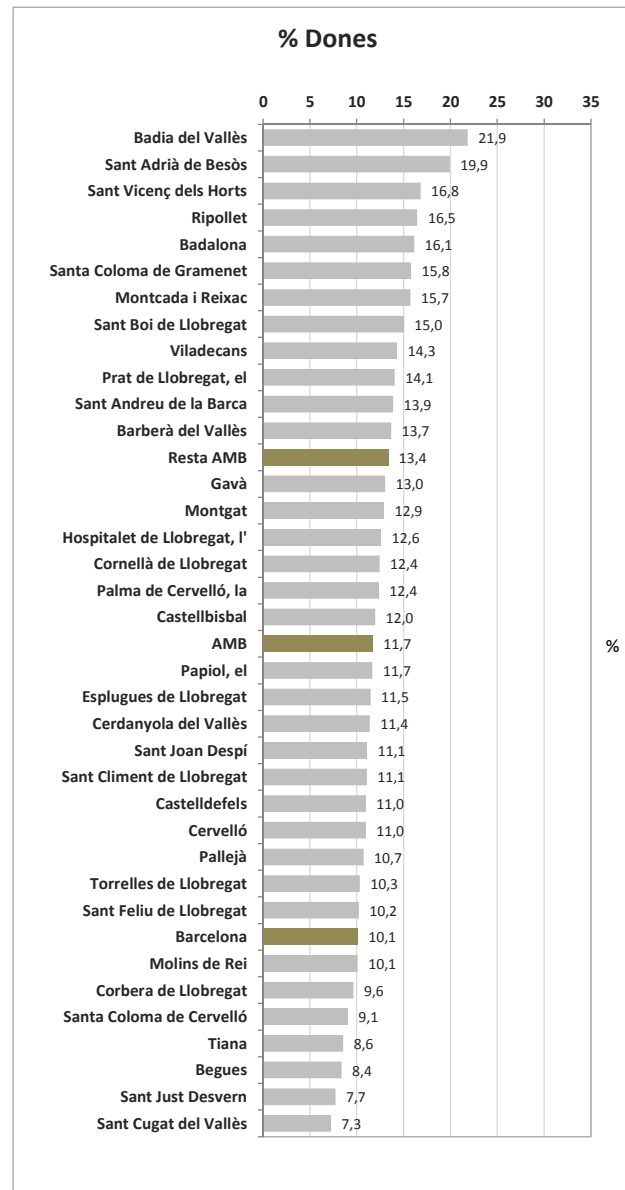 % Dones
0 5 10 15 20 25 30 35
Badia del Vallès 21,9
Sant Adrià de Besòs 19,9
Sant Vicenç dels Horts 16,8
Ripollet 16,5
Badalona 16,1
Santa Coloma de Gramenet 15,8
Montcada i Reixac 15,7
Sant Boi de Llobregat 15,0
Viladecans 14,3
Prat de Llobregat, el 14,1
Sant Andreu de la Barca 13,9
Barberà del Vallès 13,7
Resta AMB 13,4
Gavà 13,0
Montgat 12,9
Hospitalet de Llobregat, l' 12,6
Cornellà de Llobregat 12,4
Palma de Cervelló, la 12,4
Castellbisbal 12,0
AMB 11,7 %
Papiol, el 11,7
Esplugues de Llobregat 11,5
Cerdanyola del Vallès 11,4
Sant Joan Despí 11,1
Sant Climent de Llobregat 11,1
Castelldefels 11,0
Cervelló 11,0
Pallejà 10,7
Torrelles de Llobregat 10,3
Sant Feliu de Llobregat 10,2
Barcelona 10,1
Molins de Rei 10,1
Corbera de Llobregat 9,6
Santa Coloma de Cervelló 9,1
Tiana 8,6
Begues 8,4
Sant Just Desvern 7,7
Sant Cugat del Vallès 7,3